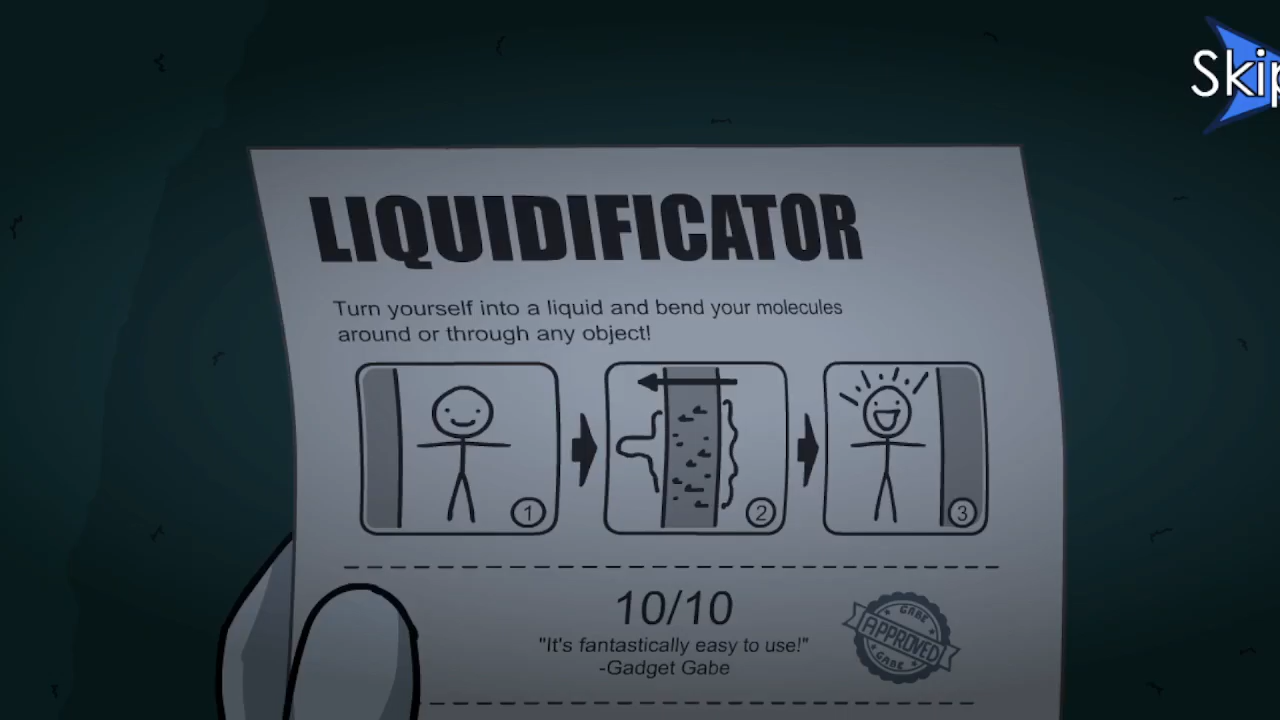 Skip
LIQUIDIFICATOR
Turn yourself into a liquid and bend your molecules
around or through any object!
1
2
3
10/10
"It's fantastically easy to use!"
-Gadget Gabe
GABE
APPROVED
GABE